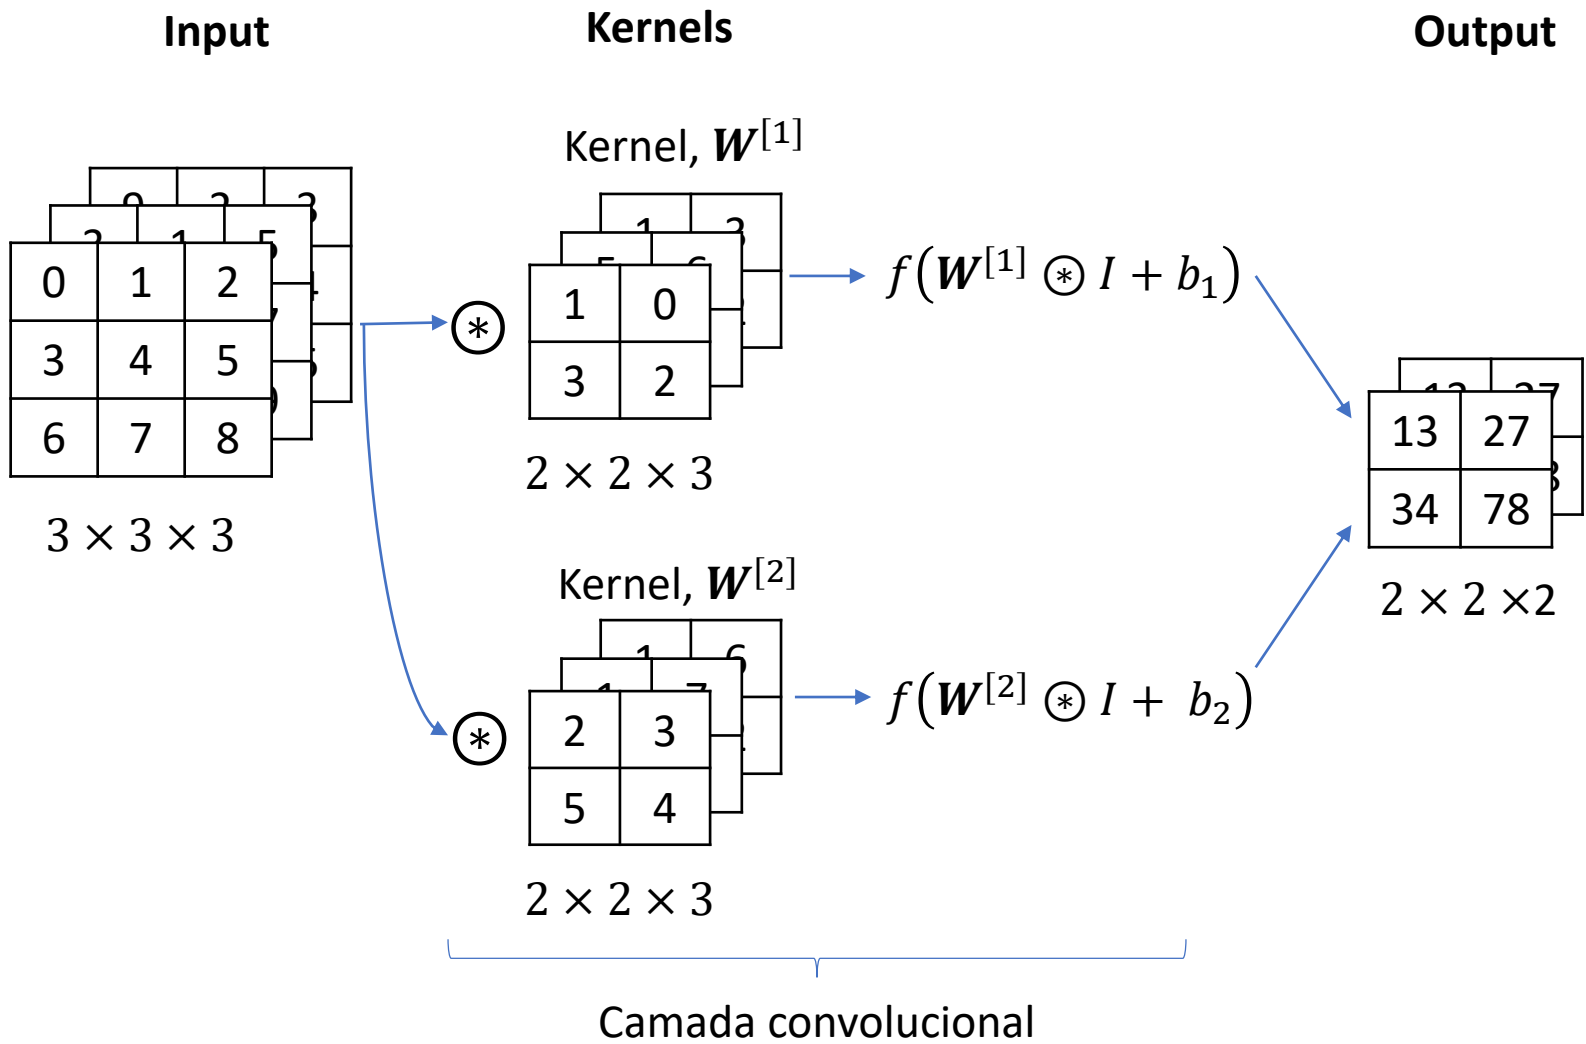 Input
Kernels
Output
Kernel, W^[1]
0 1 2
3 4 5
6 7 8
3 × 3 × 3
1 0
3 2
2 × 2 × 3
f(W^[1] ⊛ I + b₁)
Kernel, W^[2]
2 3
5 4
2 × 2 × 3
f(W^[2] ⊛ I + b₂)
13 27
34 78
2 × 2 ×2
⊛
⊛
Camada convolucional